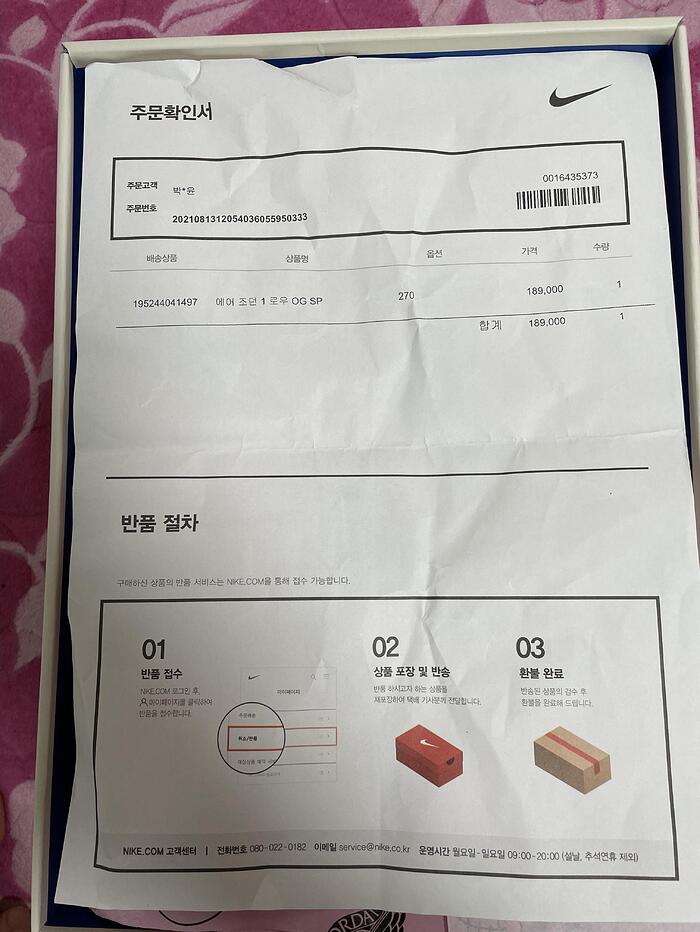 주문확인서
주문고객 박*윤
0016435373
주문번호 20210813120540360559​50333
배송상품 상품명 옵션 가격 수량
195244041497 에어 조던 1 로우 OG SP 270 189,000 1
합계 189,000 1
반품 절차
구매하신 상품의 반품 서비스는 NIKE.COM을 통해 접수 가능합니다.
01
반품 접수
NIKE.COM 로그인 후,
마이페이지를 클릭하여
반품을 접수합니다.
마이페이지
주문배송
취소/반품
02
상품 포장 및 반송
반품 하시고자 하는 상품을
재포장하여 택배 기사분께 전달합니다.
03
환불 완료
반송된 상품의 검수 후
환불을 완료해 드립니다.
NIKE.COM 고객센터 | 전화번호 080-022-0182 이메일 service@nike.co.kr 운영시간 월요일-일요일 09:00-20:00 (설날, 추석연휴 제외)